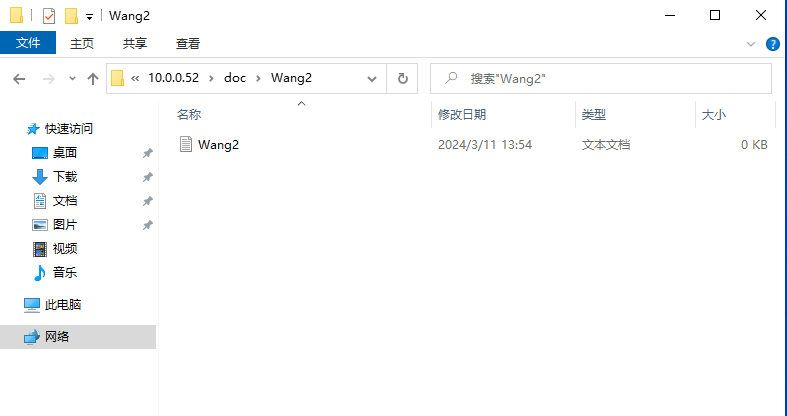 Wang2
文件 主页 共享 查看
« 10.0.0.52 › doc › Wang2 搜索"Wang2"
名称 修改日期 类型 大小
快速访问
Wang2 2024/3/11 13:54 文本文档 0 KB
桌面
下载
文档
图片
视频
音乐
此电脑
网络